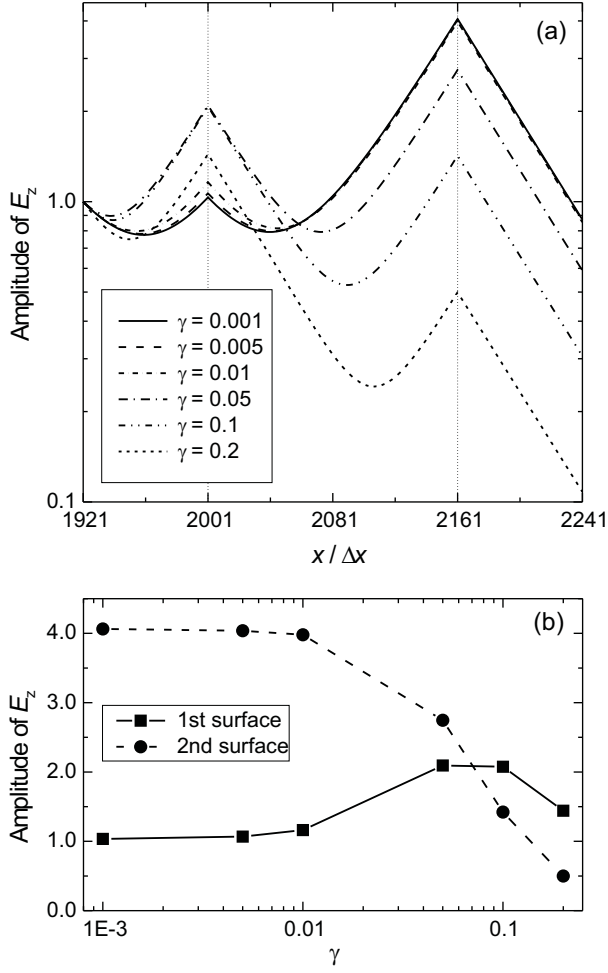 (a)
Amplitude of E_z
1.0
0.1
γ = 0.001
γ = 0.005
γ = 0.01
γ = 0.05
γ = 0.1
γ = 0.2
1921 2001 2081 2161 2241
x / Δx
(b)
Amplitude of E_z
4.0
3.0
2.0
1.0
0.0
1st surface
2nd surface
1E-3 0.01 0.1
γ